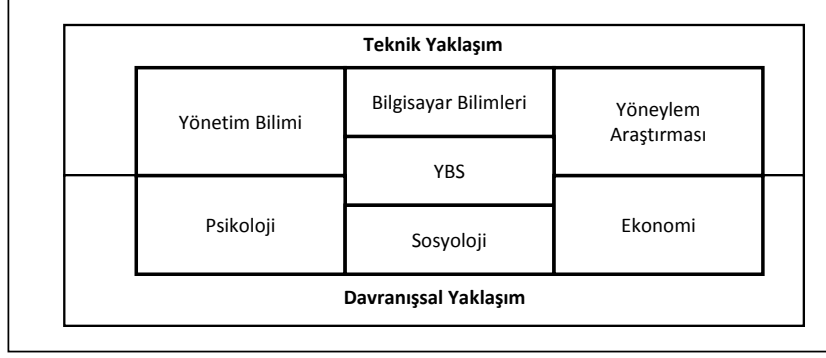 Teknik Yaklaşım
Yönetim Bilimi
Bilgisayar Bilimleri
Yöneylem
Araştırması
YBS
Psikoloji
Sosyoloji
Ekonomi
Davranışsal Yaklaşım